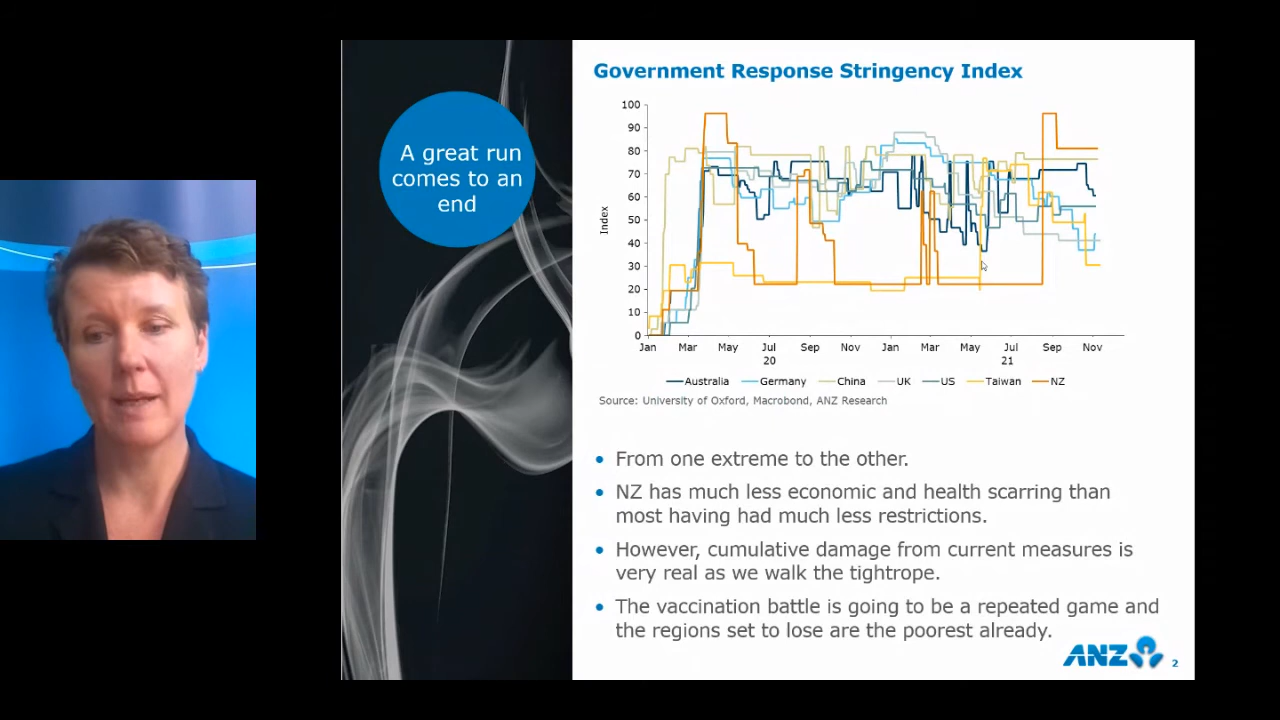 A great run
comes to an
end
Government Response Stringency Index
100
90
80
70
60
50
40
30
20
10
0
Index
Jan Mar May Jul Sep Nov Jan Mar May Jul Sep Nov
20 21
Australia Germany China UK US Taiwan NZ
Source: University of Oxford, Macrobond, ANZ Research
• From one extreme to the other.
• NZ has much less economic and health scarring than
most having had much less restrictions.
• However, cumulative damage from current measures is
very real as we walk the tightrope.
• The vaccination battle is going to be a repeated game and
the regions set to lose are the poorest already.
ANZ 2